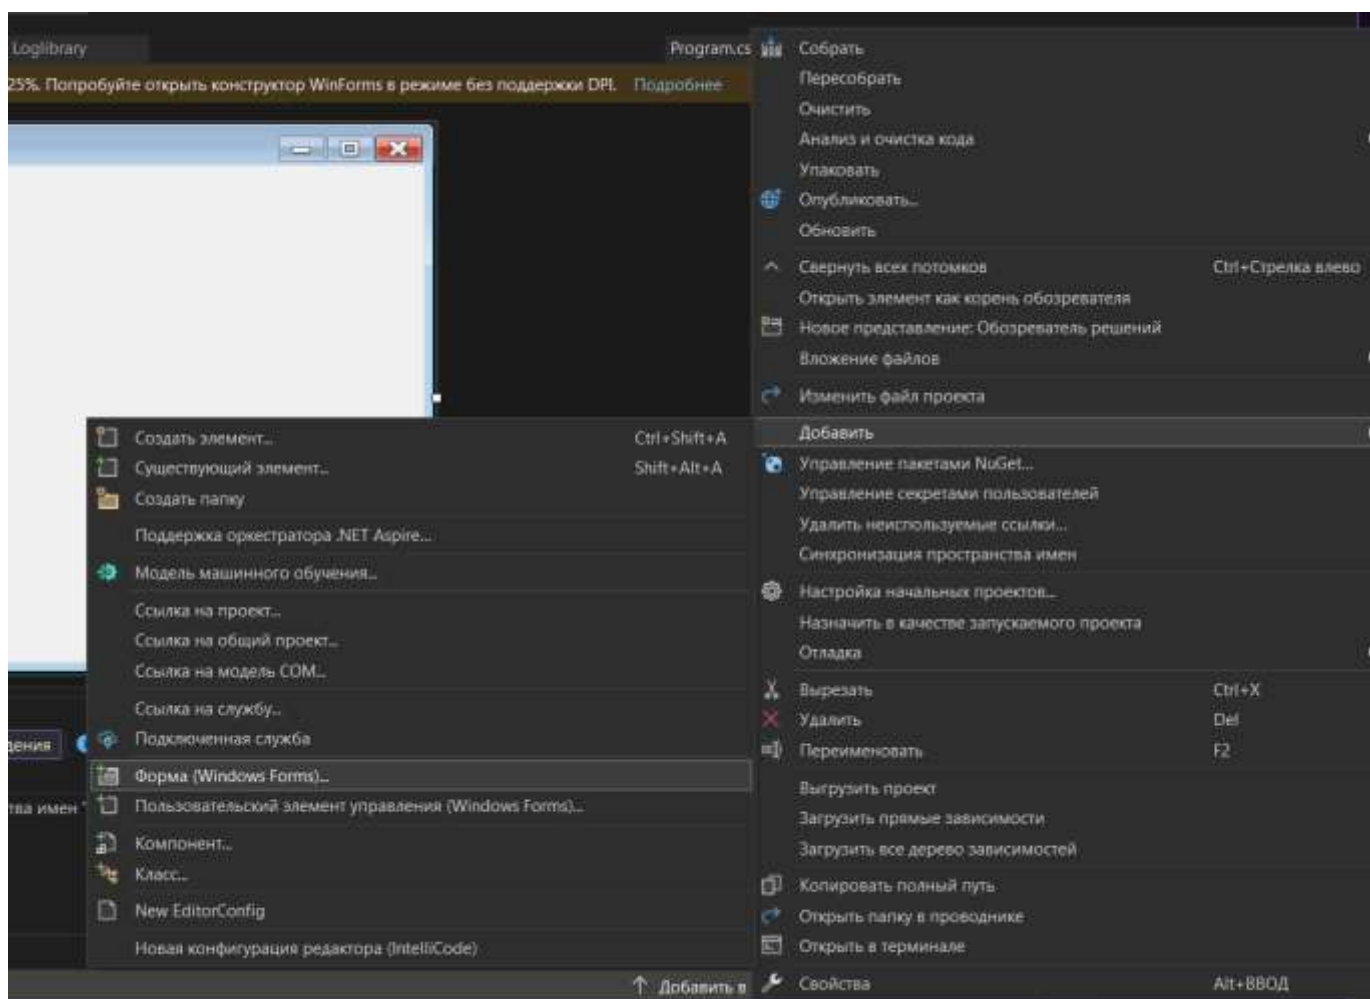 Loglibrary
Program.cs
25%. Попробуйте открыть конструктор WinForms в режиме без поддержки DPI. Подробнее
Собрать
Пересобрать
Очистить
Анализ и очистка кода
Упаковать
Опубликовать...
Обновить
Свернуть всех потомков Ctrl+Стрелка влево
Открыть элемент как корень обозревателя
Новое представление: Обозреватель решений
Вложение файлов
Изменить файл проекта
Добавить
Управление пакетами NuGet...
Управление секретами пользователей
Удалить неиспользуемые ссылки...
Синхронизация пространства имен
Настройка начальных проектов...
Назначить в качестве запускаемого проекта
Отладка
Вырезать Ctrl+X
Удалить Del
Переименовать F2
Выгрузить проект
Загрузить прямые зависимости
Загрузить все дерево зависимостей
Копировать полный путь
Открыть папку в проводнике
Открыть в терминале
Свойства Alt+ВВОД
Создать элемент... Ctrl+Shift+A
Существующий элемент... Shift+Alt+A
Создать папку
Поддержка оркестратора .NET Aspire...
Модель машинного обучения...
Ссылка на проект...
Ссылка на общий проект...
Ссылка на модель COM...
Ссылка на службу...
Подключенная служба
Форма (Windows Forms)...
Пользовательский элемент управления (Windows Forms)...
Компонент...
Класс...
New EditorConfig
Новая конфигурация редактора (IntelliCode)
дения
тва имен "
Добавить в